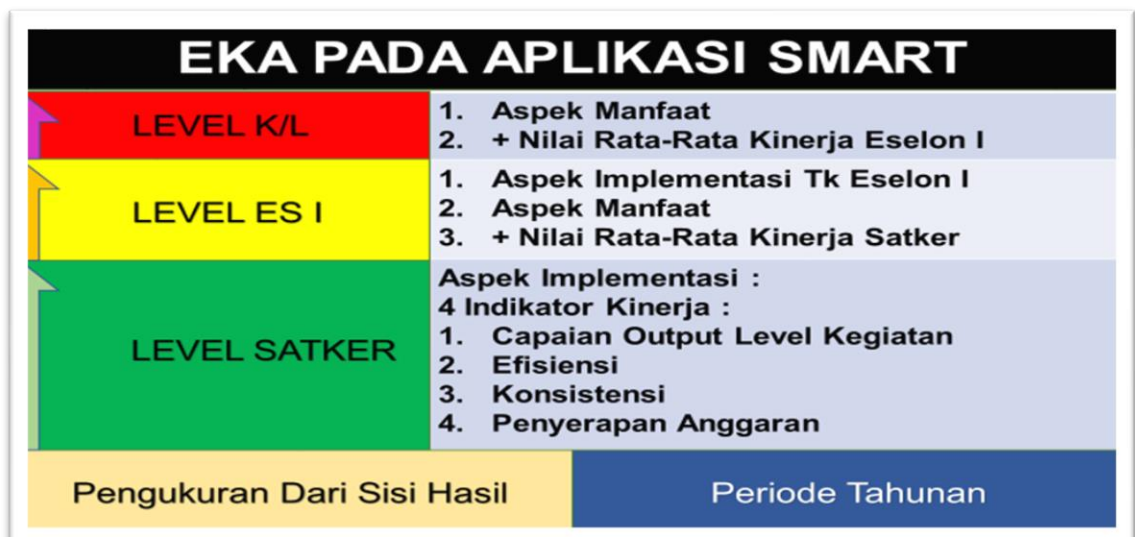 EKA PADA APLIKASI SMART
LEVEL K/L
1. Aspek Manfaat
2. + Nilai Rata-Rata Kinerja Eselon I
LEVEL ES I
1. Aspek Implementasi Tk Eselon I
2. Aspek Manfaat
3. + Nilai Rata-Rata Kinerja Satker
LEVEL SATKER
Aspek Implementasi :
4 Indikator Kinerja :
1. Capaian Output Level Kegiatan
2. Efisiensi
3. Konsistensi
4. Penyerapan Anggaran
Pengukuran Dari Sisi Hasil
Periode Tahunan